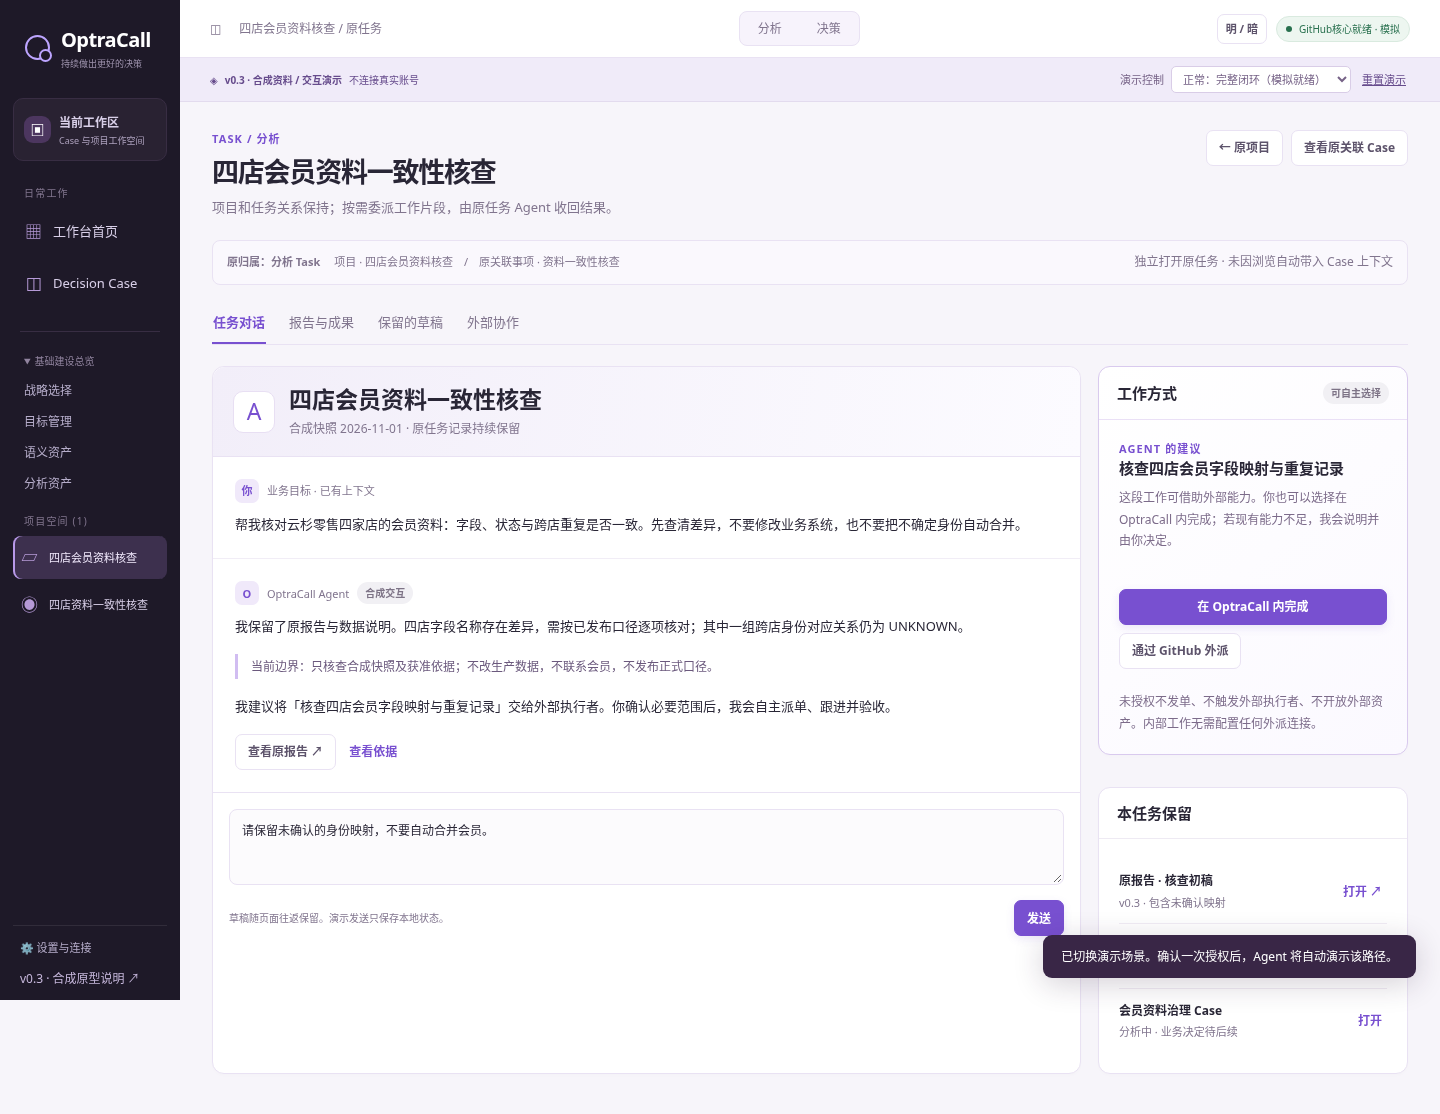 OptraCall
持续做出更好的决策
当前工作区
Case 与项目工作空间
日常工作
工作台首页
Decision Case
▼ 基础建设总览
战略选择
目标管理
语义资产
分析资产
项目空间 (1)
四店会员资料核查
四店资料一致性核查
⚙️ 设置与连接
v0.3 · 合成原型说明 ↗
四店会员资料核查 / 原任务
分析
决策
明 / 暗
GitHub核心就绪 · 模拟
◈ v0.3 · 合成资料 / 交互演示 不连接真实账号
演示控制
正常：完整闭环（模拟就绪）
重置演示
TASK / 分析
四店会员资料一致性核查
项目和任务关系保持；按需委派工作片段，由原任务 Agent 收回结果。
← 原项目
查看原关联 Case
原归属：分析 Task 项目 · 四店会员资料核查 / 原关联事项 · 资料一致性核查
独立打开原任务 · 未因浏览自动带入 Case 上下文
任务对话
报告与成果
保留的草稿
外部协作
A
四店会员资料一致性核查
合成快照 2026-11-01 · 原任务记录持续保留
你 业务目标 · 已有上下文
帮我核对云杉零售四家店的会员资料：字段、状态与跨店重复是否一致。先查清差异，不要修改业务系统，也不要把不确定身份自动合并。
O OptraCall Agent 合成交互
我保留了原报告与数据说明。四店字段名称存在差异，需按已发布口径逐项核对；其中一组跨店身份对应关系仍为 UNKNOWN。
当前边界：只核查合成快照及获准依据；不改生产数据，不联系会员，不发布正式口径。
我建议将「核查四店会员字段映射与重复记录」交给外部执行者。你确认必要范围后，我会自主派单、跟进并验收。
查看原报告 ↗
查看依据
请保留未确认的身份映射，不要自动合并会员。
草稿随页面往返保留。演示发送只保存本地状态。
发送
工作方式
可自主选择
AGENT 的建议
核查四店会员字段映射与重复记录
这段工作可借助外部能力。你也可以选择在
OptraCall 内完成；若现有能力不足，我会说明并
由你决定。
在 OptraCall 内完成
通过 GitHub 外派
未授权不发单、不触发外部执行者、不开放外部资
产。内部工作无需配置任何外派连接。
本任务保留
原报告 · 核查初稿
v0.3 · 包含未确认映射
打开 ↗
已切换演示场景。确认一次授权后，Agent 将自动演示该路径。
会员资料治理 Case
分析中 · 业务决定待后续
打开